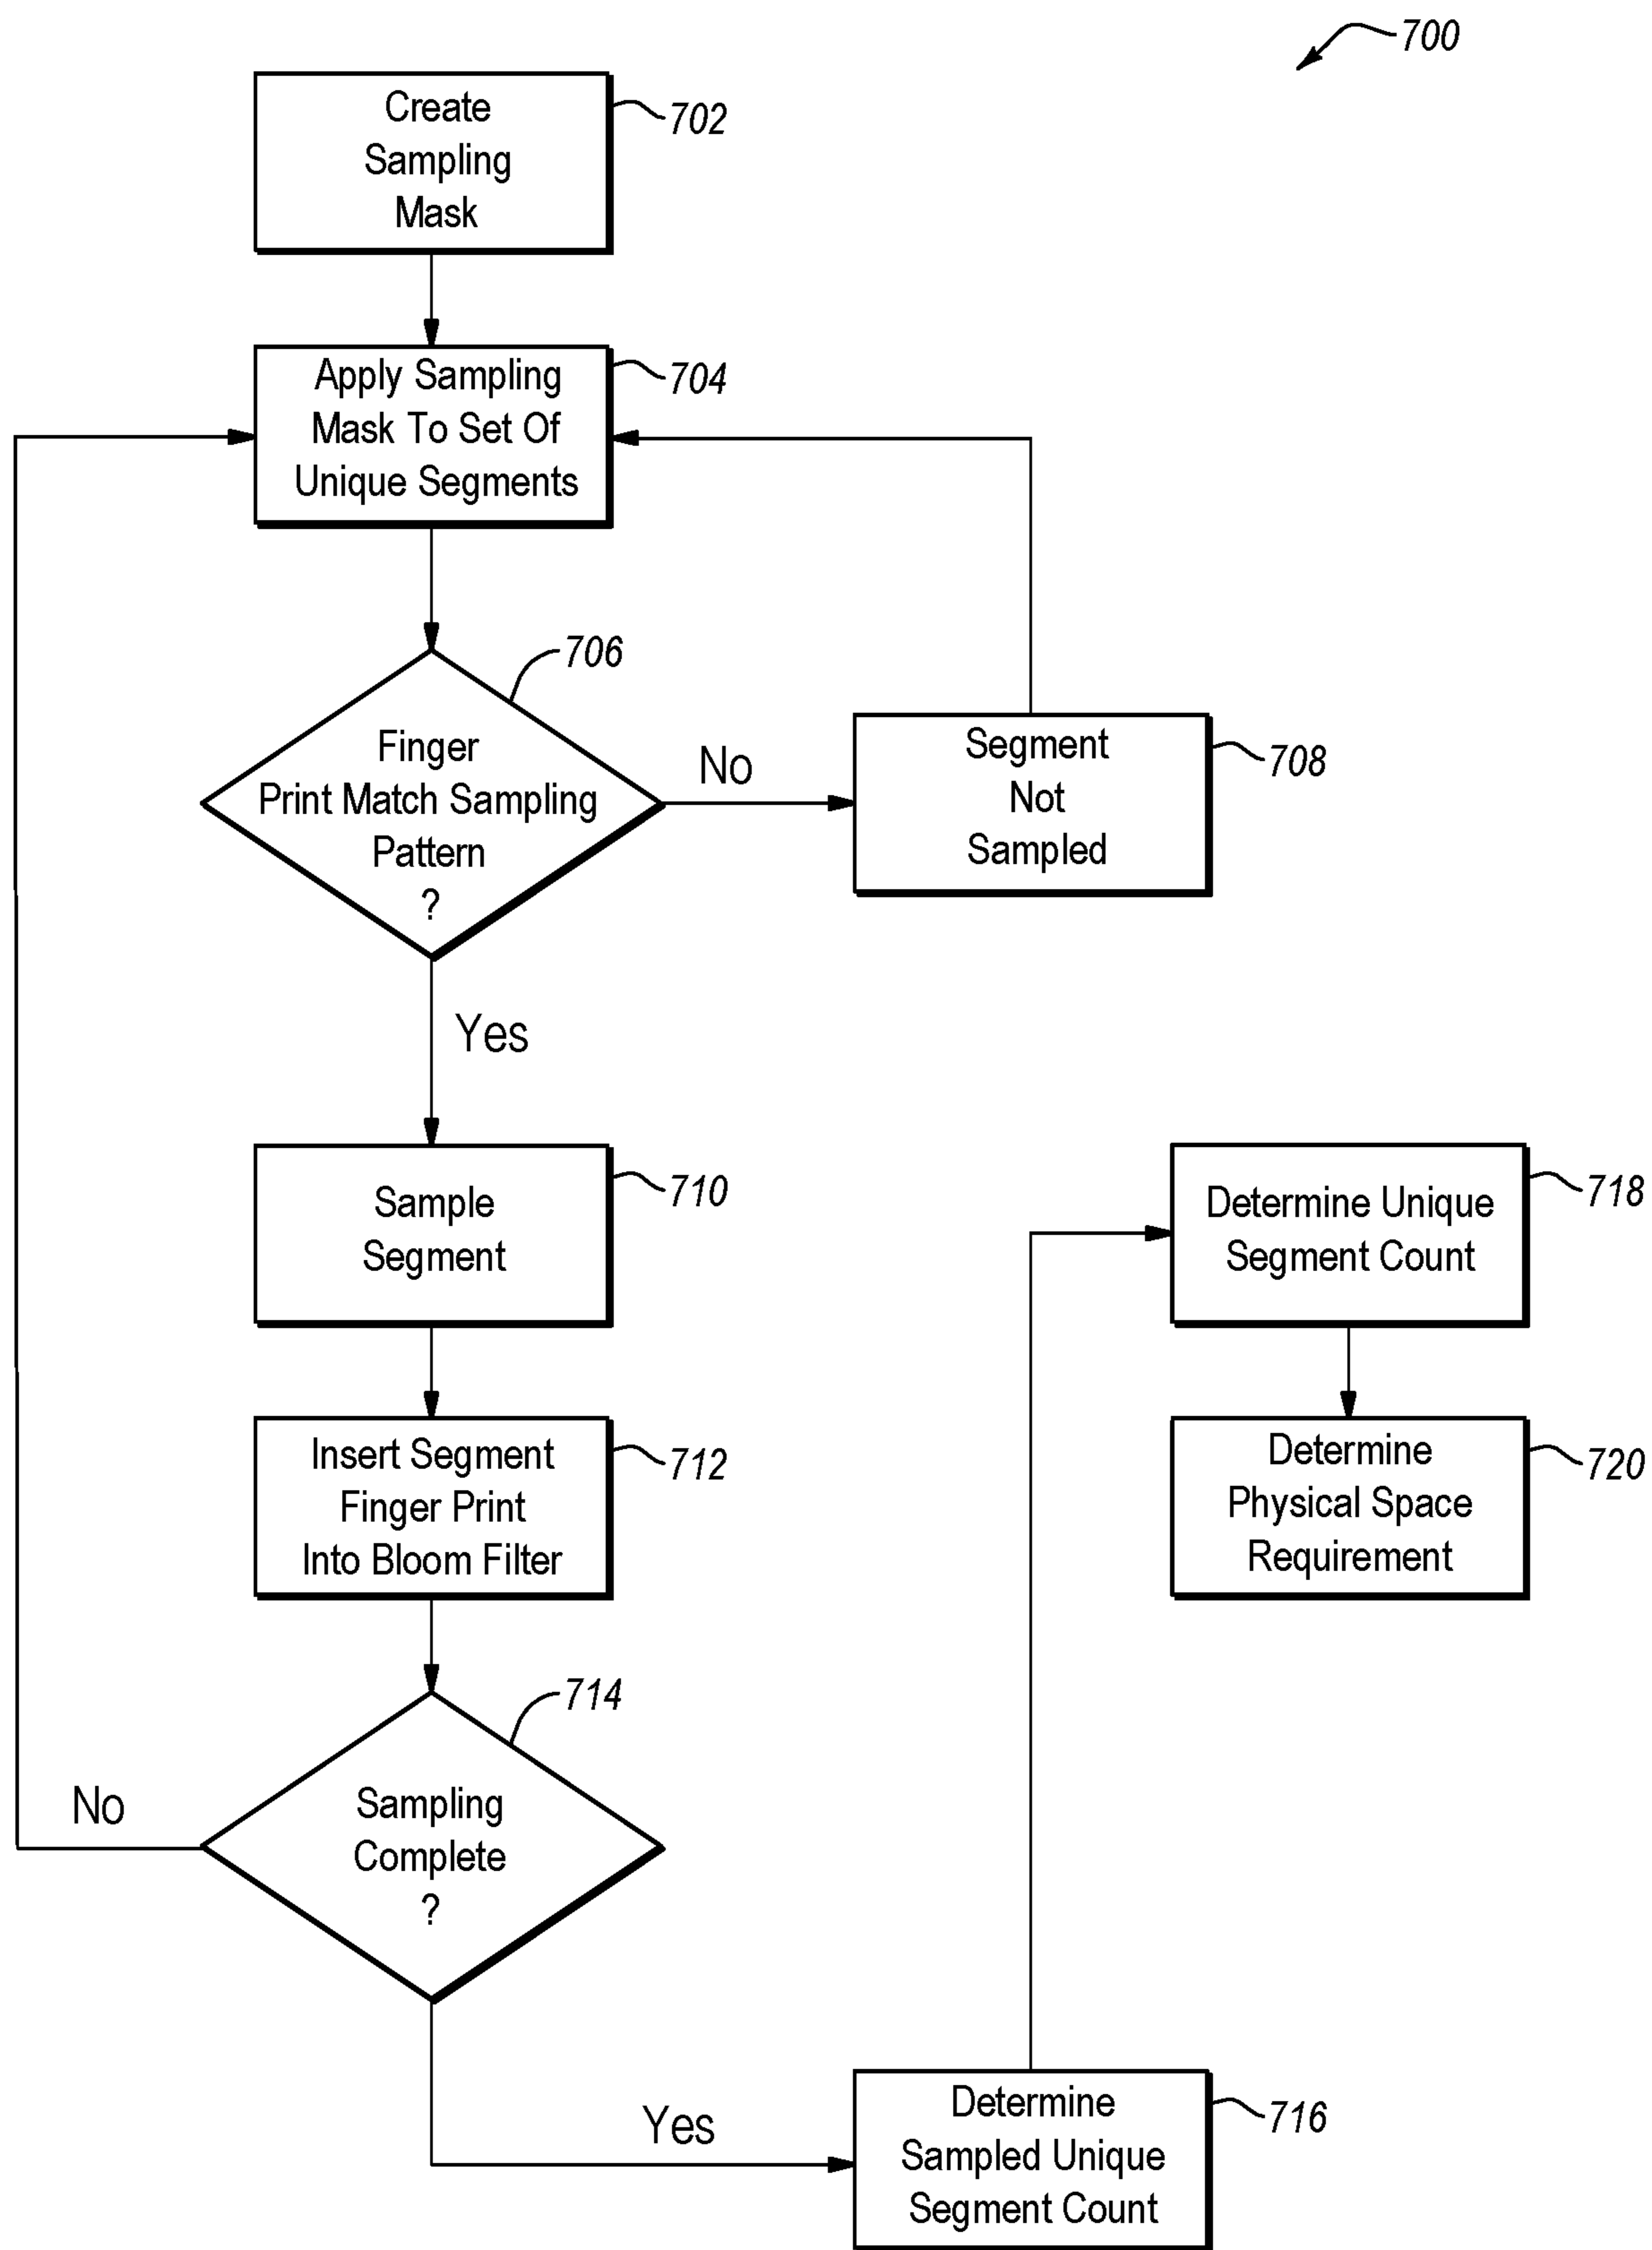 700
Create
Sampling
Mask
702
Apply Sampling
Mask To Set Of
Unique Segments
704
706
Finger
Print Match Sampling
Pattern
?
No
Segment
Not
Sampled
708
Yes
Sample
Segment
710
Insert Segment
Finger Print
Into Bloom Filter
712
714
Sampling
Complete
?
No
Yes
Determine
Sampled Unique
Segment Count
716
Determine Unique
Segment Count
718
Determine
Physical Space
Requirement
720